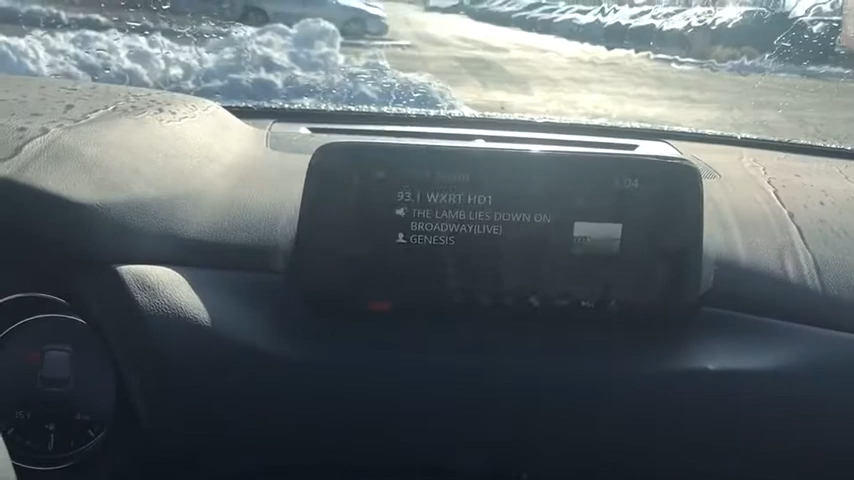 93.1 WXRT HD1
THE LAMB LIES DOWN ON
BROADWAY(LIVE)
GENESIS